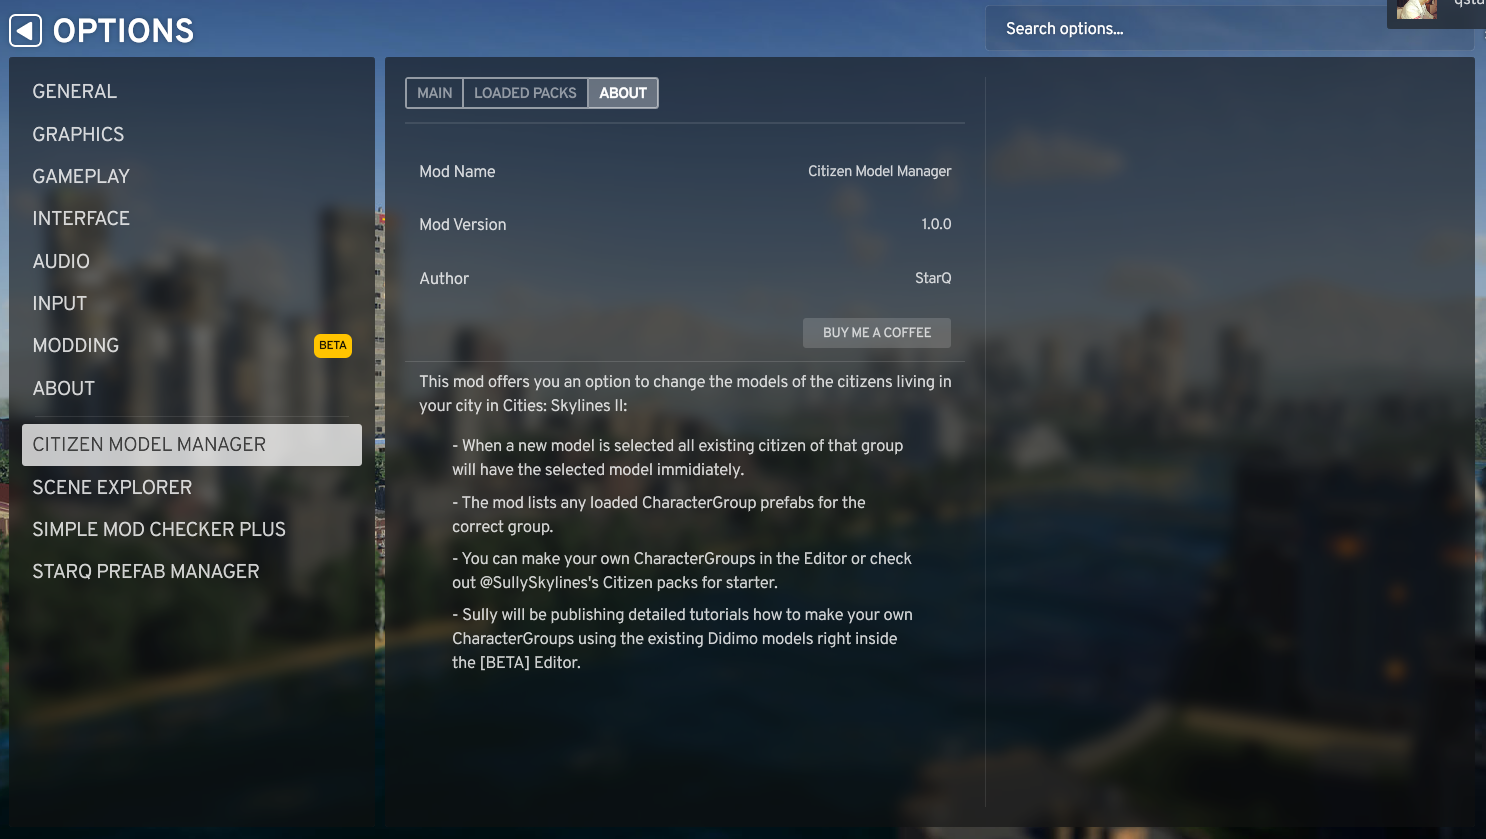 OPTIONS
Search options...
GENERAL
GRAPHICS
GAMEPLAY
INTERFACE
AUDIO
INPUT
MODDING
BETA
ABOUT
CITIZEN MODEL MANAGER
SCENE EXPLORER
SIMPLE MOD CHECKER PLUS
STARQ PREFAB MANAGER
MAIN
LOADED PACKS
ABOUT
Mod Name
Citizen Model Manager
Mod Version
1.0.0
Author
StarQ
BUY ME A COFFEE
This mod offers you an option to change the models of the citizens living in
your city in Cities: Skylines II:
- When a new model is selected all existing citizen of that group
will have the selected model immidiately.
- The mod lists any loaded CharacterGroup prefabs for the
correct group.
- You can make your own CharacterGroups in the Editor or check
out @SullySkylines's Citizen packs for starter.
- Sully will be publishing detailed tutorials how to make your own
CharacterGroups using the existing Didimo models right inside
the [BETA] Editor.